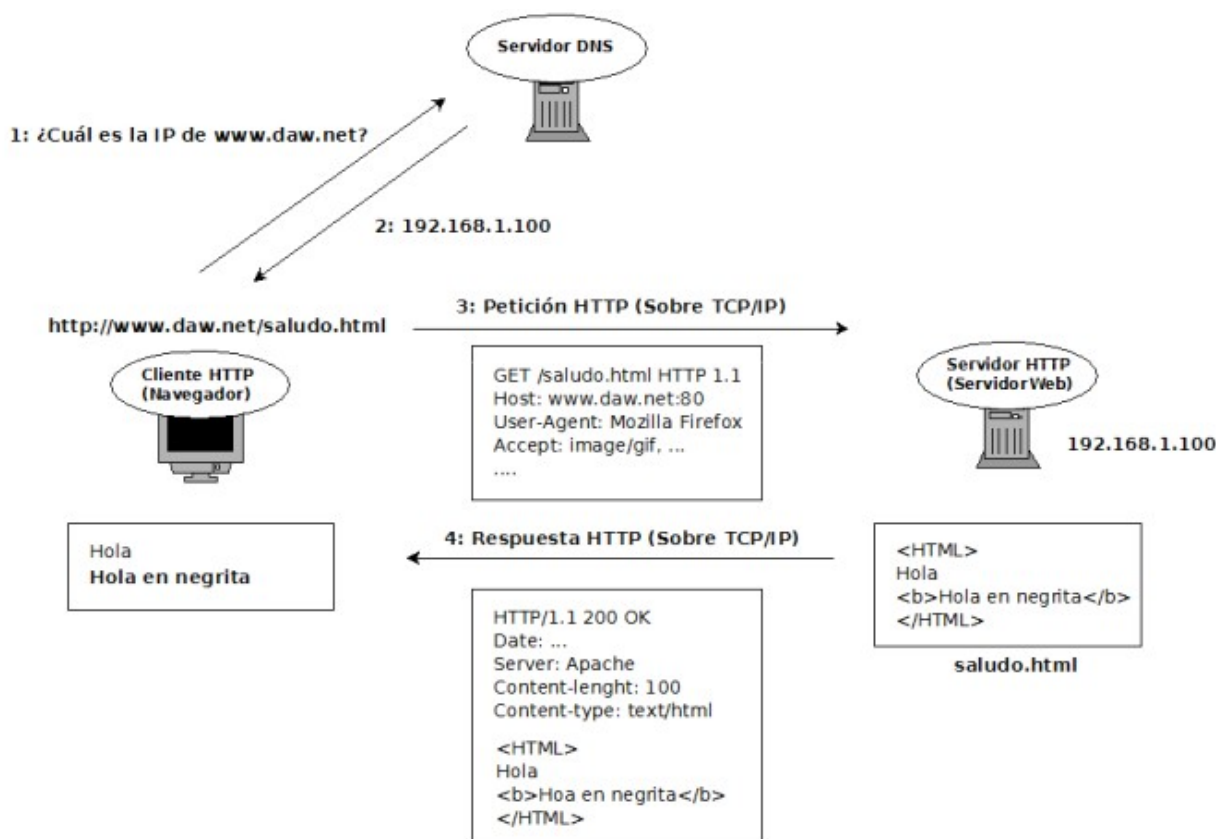 Servidor DNS
1: ¿Cuál es la IP de www.daw.net?
2: 192.168.1.100
http://www.daw.net/saludo.html
3: Petición HTTP (Sobre TCP/IP)
Cliente HTTP
(Navegador)
GET /saludo.html HTTP 1.1
Host: www.daw.net:80
User-Agent: Mozilla Firefox
Accept: image/gif, ...
....
Servidor HTTP
(ServidorWeb)
192.168.1.100
Hola
Hola en negrita
4: Respuesta HTTP (Sobre TCP/IP)
HTTP/1.1 200 OK
Date: ...
Server: Apache
Content-lenght: 100
Content-type: text/html
<HTML>
Hola
<b>Hoa en negrita</b>
</HTML>
<HTML>
Hola
<b>Hola en negrita</b>
</HTML>
saludo.html